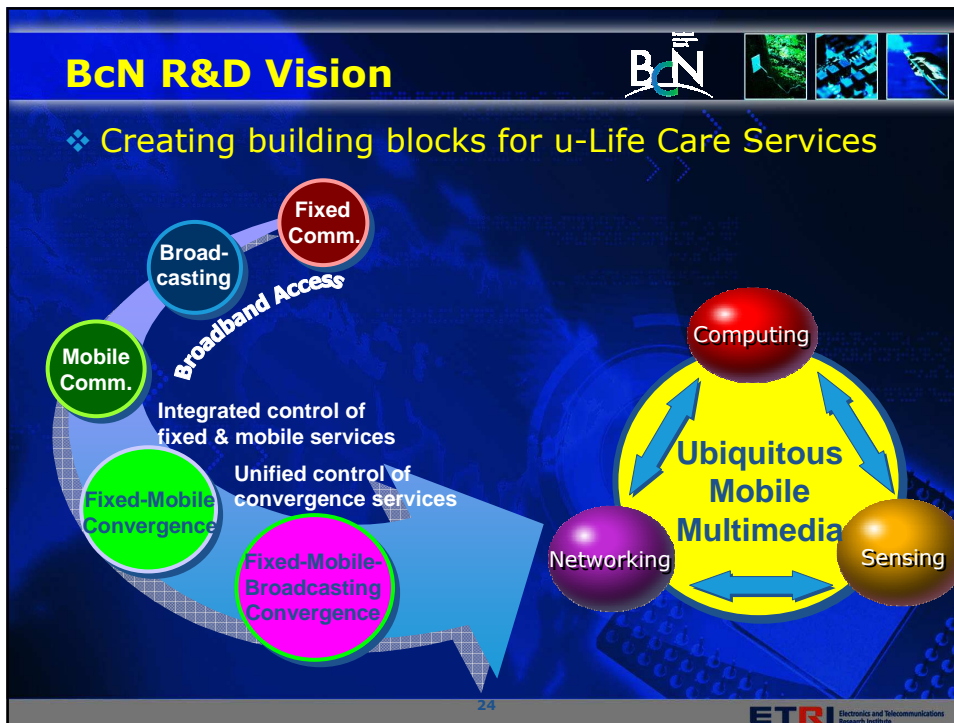 BcN R&D Vision
BcN
❖ Creating building blocks for u-Life Care Services
Fixed
Comm.
Broad-
casting
Broadband Access
Mobile
Comm.
Integrated control of
fixed & mobile services
Unified control of
convergence services
Fixed-Mobile
Convergence
Fixed-Mobile-
Broadcasting
Convergence
Computing
Ubiquitous
Mobile
Multimedia
Networking
Sensing
24
ETRI Electronics and Telecommunications
Research Institute